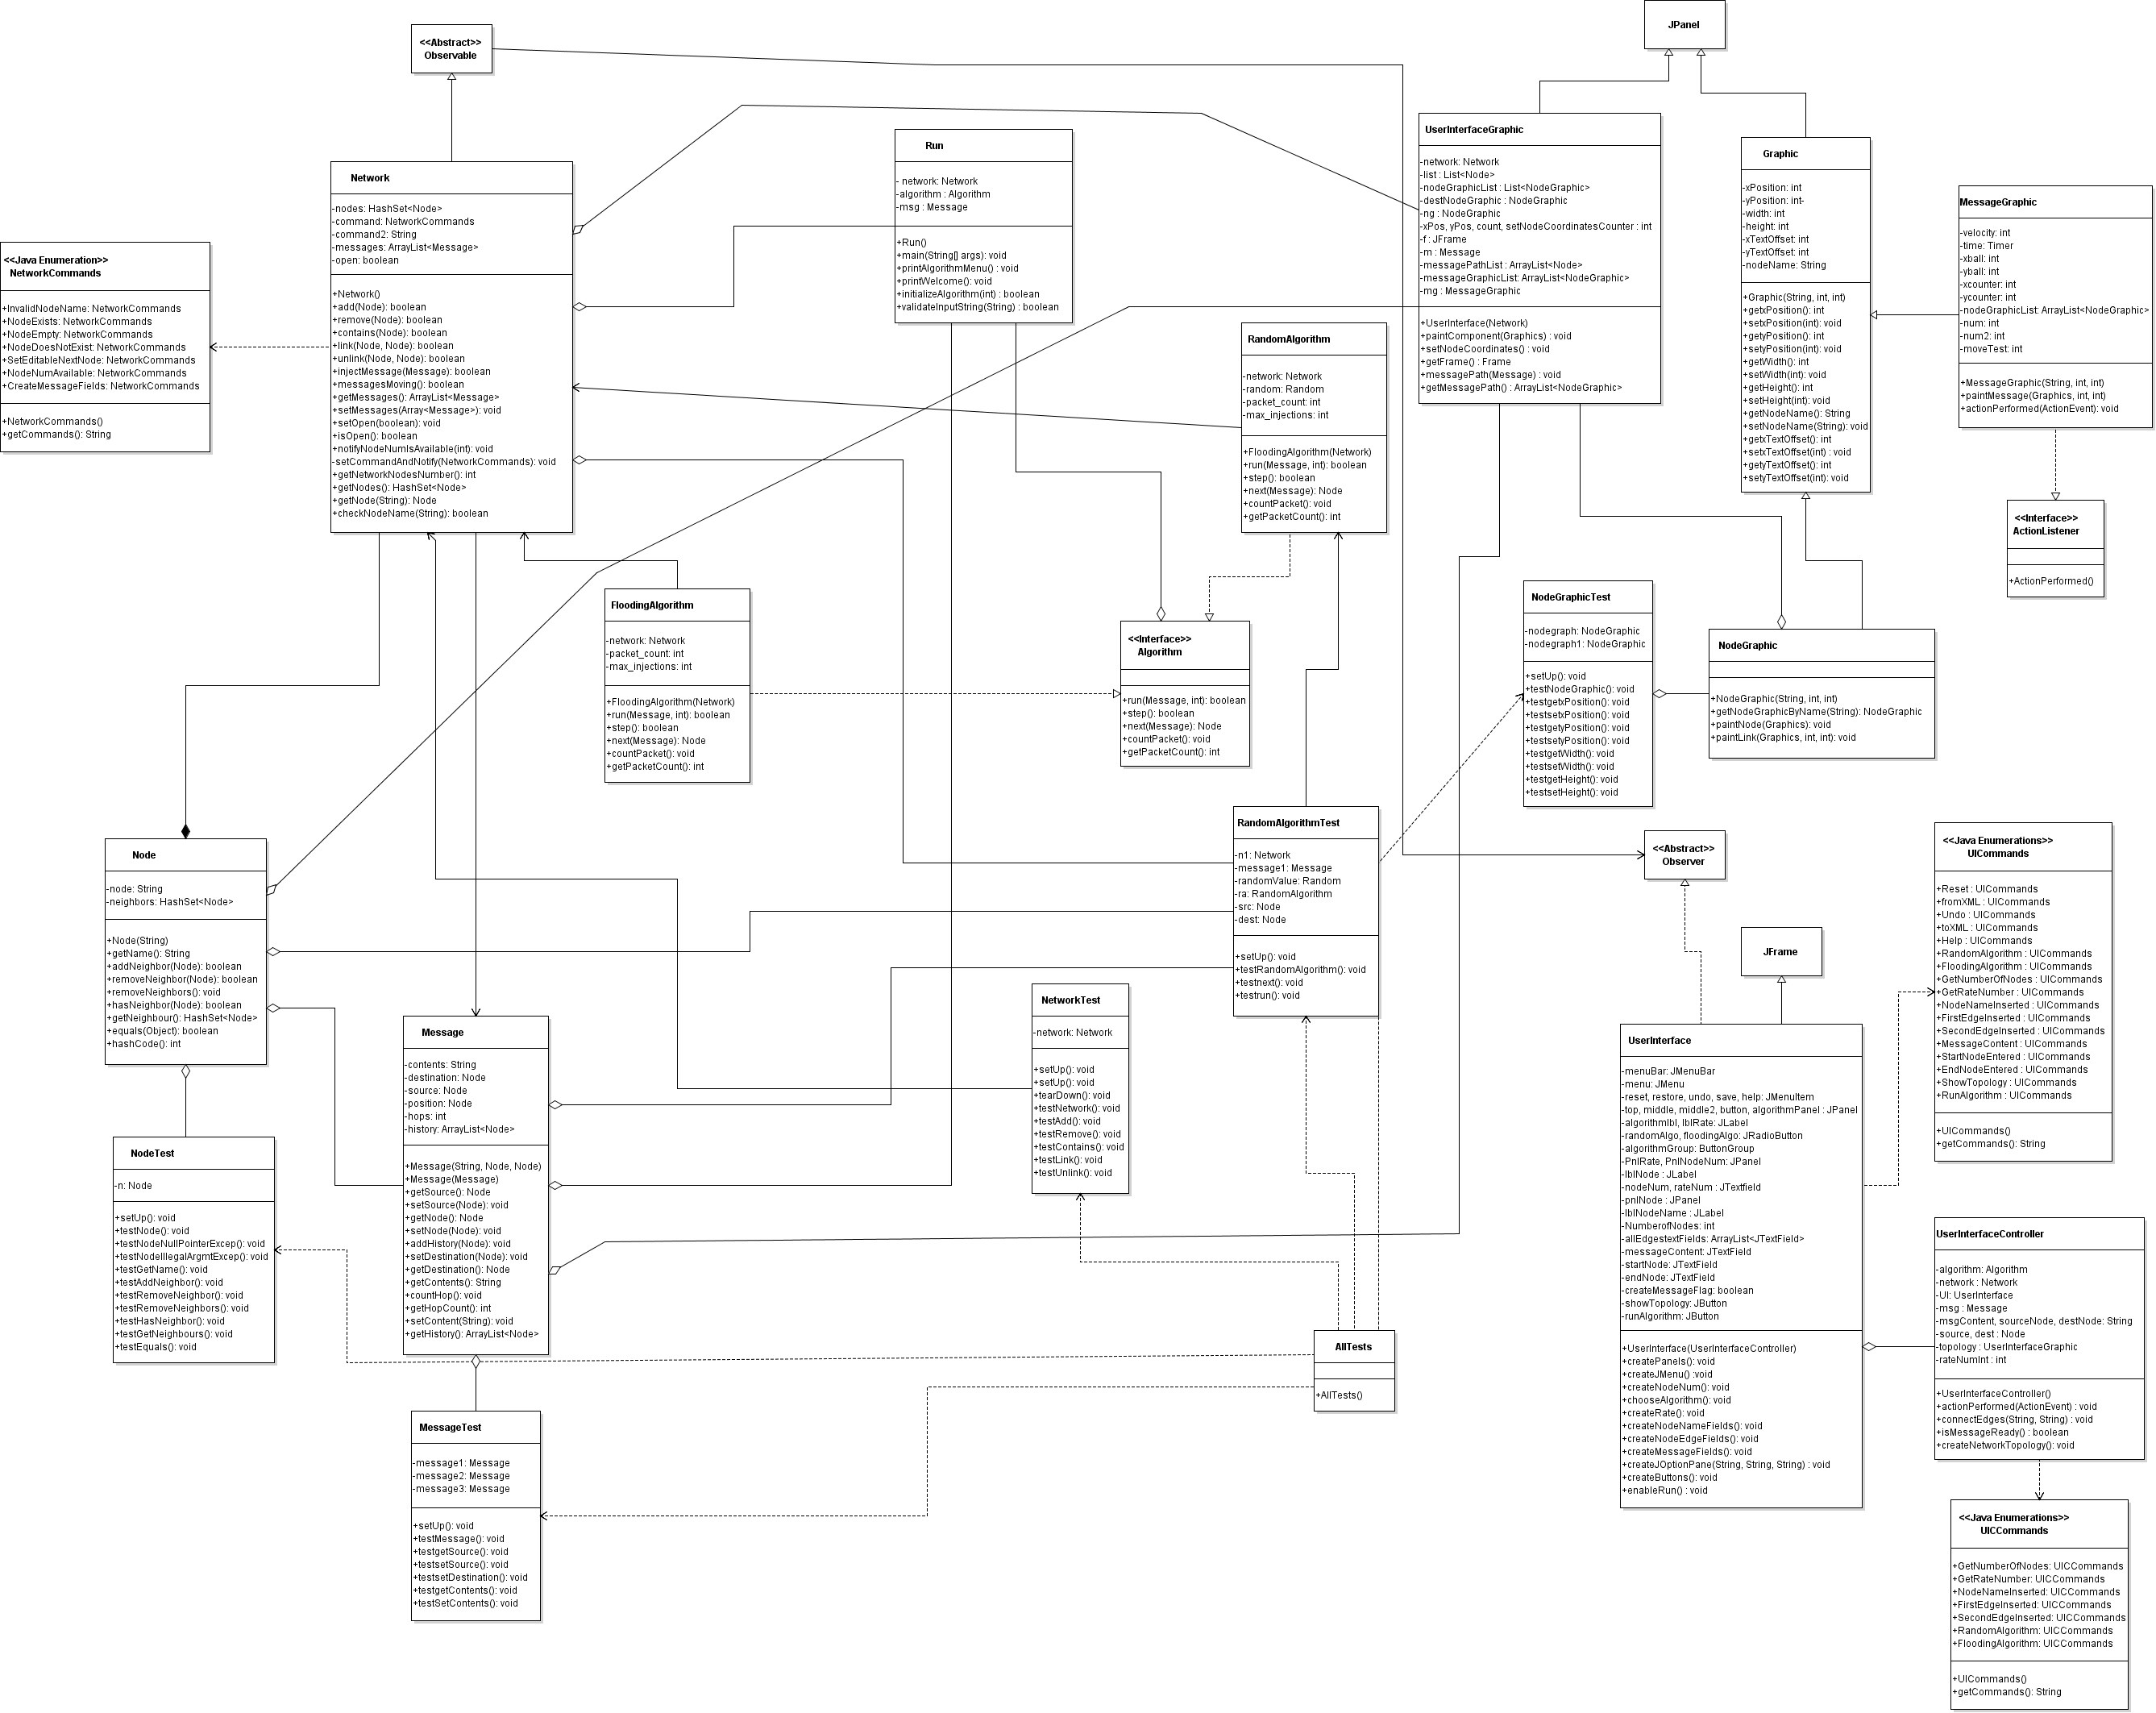 <<Abstract>>
Observable
JPanel
Network
-nodes: HashSet<Node>
-command: NetworkCommands
-command2: String
-messages: ArrayList<Message>
-open: boolean
+Network()
+add(Node): boolean
+remove(Node): boolean
+contains(Node): boolean
+link(Node, Node): boolean
+unlink(Node, Node): boolean
+injectMessage(Message): boolean
+messagesMoving(): boolean
+getMessages(): ArrayList<Message>
+setMessages(Array<Message>): void
+setOpen(boolean): void
+isOpen(): boolean
+notifyNodeNumIsAvailable(int): void
-setCommandAndNotify(NetworkCommands): void
+getNetworkNodesNumber(): int
+getNodes(): HashSet<Node>
+getNode(String): Node
+checkNodeName(String): boolean
<<Java Enumeration>>
NetworkCommands
+InvalidNodeName: NetworkCommands
+NodeExists: NetworkCommands
+NodeEmpty: NetworkCommands
+NodeDoesNotExist: NetworkCommands
+SetEditableNextNode: NetworkCommands
+NodeNumAvailable: NetworkCommands
+CreateMessageFields: NetworkCommands
+NetworkCommands()
+getCommands(): String
Run
- network: Network
-algorithm : Algorithm
-msg : Message
+Run()
+main(String[] args): void
+printAlgorithmMenu() : void
+printWelcome(): void
+initializeAlgorithm(int) : boolean
+validateInputString(String) : boolean
UserInterfaceGraphic
-network: Network
-list : List<Node>
-nodeGraphicList : List<NodeGraphic>
-destNodeGraphic : NodeGraphic
-ng : NodeGraphic
-xPos, yPos, count, setNodeCoordinatesCounter : int
-f : JFrame
-m : Message
-messagePathList : ArrayList<Node>
-messageGraphicList: ArrayList<NodeGraphic>
-mg : MessageGraphic
+UserInterface(Network)
+paintComponent(Graphics) : void
+setNodeCoordinates() : void
+getFrame() : Frame
+messagePath(Message) : void
+getMessagePath() : ArrayList<NodeGraphic>
Graphic
-xPosition: int
-yPosition: int-
-width: int
-height: int
-xTextOffset: int
-yTextOffset: int
-nodeName: String
+Graphic(String, int, int)
+getxPosition(): int
+setxPosition(int): void
+getyPosition(): int
+setyPosition(int): void
+getWidth(): int
+setWidth(int): void
+getHeight(): int
+setHeight(int): void
+getNodeName(): String
+setNodeName(String): void
+getxTextOffset(): int
+setxTextOffset(int) : void
+getyTextOffset(): int
+setyTextOffset(int): void
MessageGraphic
-velocity: int
-time: Timer
-xball: int
-yball: int
-xcounter: int
-ycounter: int
-nodeGraphicList: ArrayList<NodeGraphic>
-num: int
-num2: int
-moveTest: int
+MessageGraphic(String, int, int)
+paintMessage(Graphics, int, int)
+actionPerformed(ActionEvent): void
<<Interface>>
ActionListener
+ActionPerformed()
RandomAlgorithm
-network: Network
-random: Random
-packet_count: int
-max_injections: int
+FloodingAlgorithm(Network)
+run(Message, int): boolean
+step(): boolean
+next(Message): Node
+countPacket(): void
+getPacketCount(): int
FloodingAlgorithm
-network: Network
-packet_count: int
-max_injections: int
+FloodingAlgorithm(Network)
+run(Message, int): boolean
+step(): boolean
+next(Message): Node
+countPacket(): void
+getPacketCount(): int
<<Interface>>
Algorithm
+run(Message, int): boolean
+step(): boolean
+next(Message): Node
+countPacket(): void
+getPacketCount(): int
NodeGraphicTest
-nodegraph: NodeGraphic
-nodegraph1: NodeGraphic
+setUp(): void
+testNodeGraphic(): void
+testgetxPosition(): void
+testsetxPosition(): void
+testgetyPosition(): void
+testsetyPosition(): void
+testgetWidth(): void
+testsetWidth(): void
+testgetHeight(): void
+testsetHeight(): void
NodeGraphic
+NodeGraphic(String, int, int)
+getNodeGraphicByName(String): NodeGraphic
+paintNode(Graphics): void
+paintLink(Graphics, int, int): void
Node
-node: String
-neighbors: HashSet<Node>
+Node(String)
+getName(): String
+addNeighbor(Node): boolean
+removeNeighbor(Node): boolean
+removeNeighbors(): void
+hasNeighbor(Node): boolean
+getNeighbour(): HashSet<Node>
+equals(Object): boolean
+hashCode(): int
RandomAlgorithmTest
-n1: Network
-message1: Message
-randomValue: Random
-ra: RandomAlgorithm
-src: Node
-dest: Node
+setUp(): void
+testRandomAlgorithm(): void
+testnext(): void
+testrun(): void
<<Abstract>>
Observer
JFrame
<<Java Enumerations>>
UICommands
+Reset : UICommands
+fromXML : UICommands
+Undo : UICommands
+toXML : UICommands
+Help : UICommands
+RandomAlgorithm : UICommands
+FloodingAlgorithm : UICommands
+GetNumberOfNodes : UICommands
+GetRateNumber : UICommands
+NodeNameInserted : UICommands
+FirstEdgeInserted : UICommands
+SecondEdgeInserted : UICommands
+MessageContent : UICommands
+StartNodeEntered : UICommands
+EndNodeEntered : UICommands
+ShowTopology : UICommands
+RunAlgorithm : UICommands
+UICommands()
+getCommands(): String
NetworkTest
-network: Network
+setUp(): void
+setUp(): void
+tearDown(): void
+testNetwork(): void
+testAdd(): void
+testRemove(): void
+testContains(): void
+testLink(): void
+testUnlink(): void
Message
-contents: String
-destination: Node
-source: Node
-position: Node
-hops: int
-history: ArrayList<Node>
+Message(String, Node, Node)
+Message(Message)
+getSource(): Node
+setSource(Node): void
+getNode(): Node
+setNode(Node): void
+addHistory(Node): void
+setDestination(Node): void
+getDestination(): Node
+getContents(): String
+countHop(): void
+getHopCount(): int
+setContent(String): void
+getHistory(): ArrayList<Node>
NodeTest
-n: Node
+setUp(): void
+testNode(): void
+testNodeNullPointerExcep(): void
+testNodeIllegalArgmtExcep(): void
+testGetName(): void
+testAddNeighbor(): void
+testRemoveNeighbor(): void
+testRemoveNeighbors(): void
+testHasNeighbor(): void
+testGetNeighbours(): void
+testEquals(): void
UserInterface
-menuBar: JMenuBar
-menu: JMenu
-reset, restore, undo, save, help: JMenuItem
-top, middle, middle2, button, algorithmPanel : JPanel
-algorithmlbl, lblRate: JLabel
-randomAlgo, floodingAlgo: JRadioButton
-algorithmGroup: ButtonGroup
-PnlRate, PnlNodeNum: JPanel
-lblNode : JLabel
-nodeNum, rateNum : JTextfield
-pnlNode : JPanel
-lblNodeName : JLabel
-NumberofNodes: int
-allEdgestextFields: ArrayList<JTextField>
-messageContent: JTextField
-startNode: JTextField
-endNode: JTextField
-createMessageFlag: boolean
-showTopology: JButton
-runAlgorithm: JButton
+UserInterface(UserInterfaceController)
+createPanels(): void
+createJMenu() :void
+createNodeNum(): void
+chooseAlgorithm(): void
+createRate(): void
+createNodeNameFields(): void
+createNodeEdgeFields(): void
+createMessageFields(): void
+createJOptionPane(String, String, String) : void
+createButtons(): void
+enableRun() : void
UserInterfaceController
-algorithm: Algorithm
-network : Network
-UI: UserInterface
-msg : Message
-msgContent, sourceNode, destNode: String
-source, dest : Node
-topology : UserInterfaceGraphic
-rateNumInt : int
+UserInterfaceController()
+actionPerformed(ActionEvent) : void
+connectEdges(String, String) : void
+isMessageReady() : boolean
+createNetworkTopology(): void
AllTests
+AllTests()
MessageTest
-message1: Message
-message2: Message
-message3: Message
+setUp(): void
+testMessage(): void
+testgetSource(): void
+testsetSource(): void
+testsetDestination(): void
+testgetContents(): void
+testSetContents(): void
<<Java Enumerations>>
UICCommands
+GetNumberOfNodes: UICCommands
+GetRateNumber: UICCommands
+NodeNameInserted: UICCommands
+FirstEdgeInserted: UICCommands
+SecondEdgeInserted: UICCommands
+RandomAlgorithm: UICCommands
+FloodingAlgorithm: UICCommands
+UICommands()
+getCommands(): String